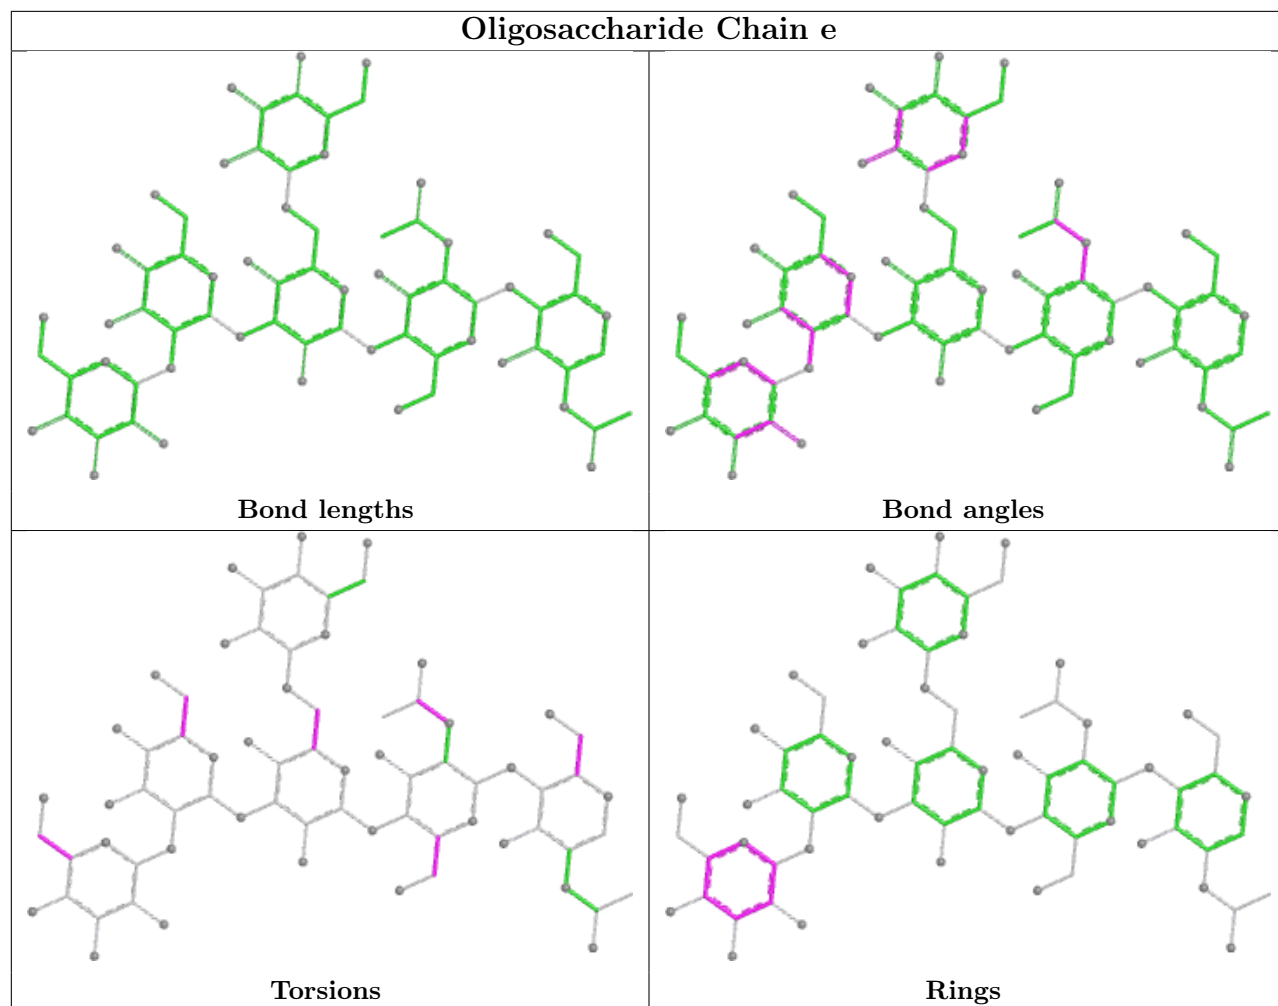 Oligosaccharide Chain e
Bond lengths
Bond angles
Torsions
Rings